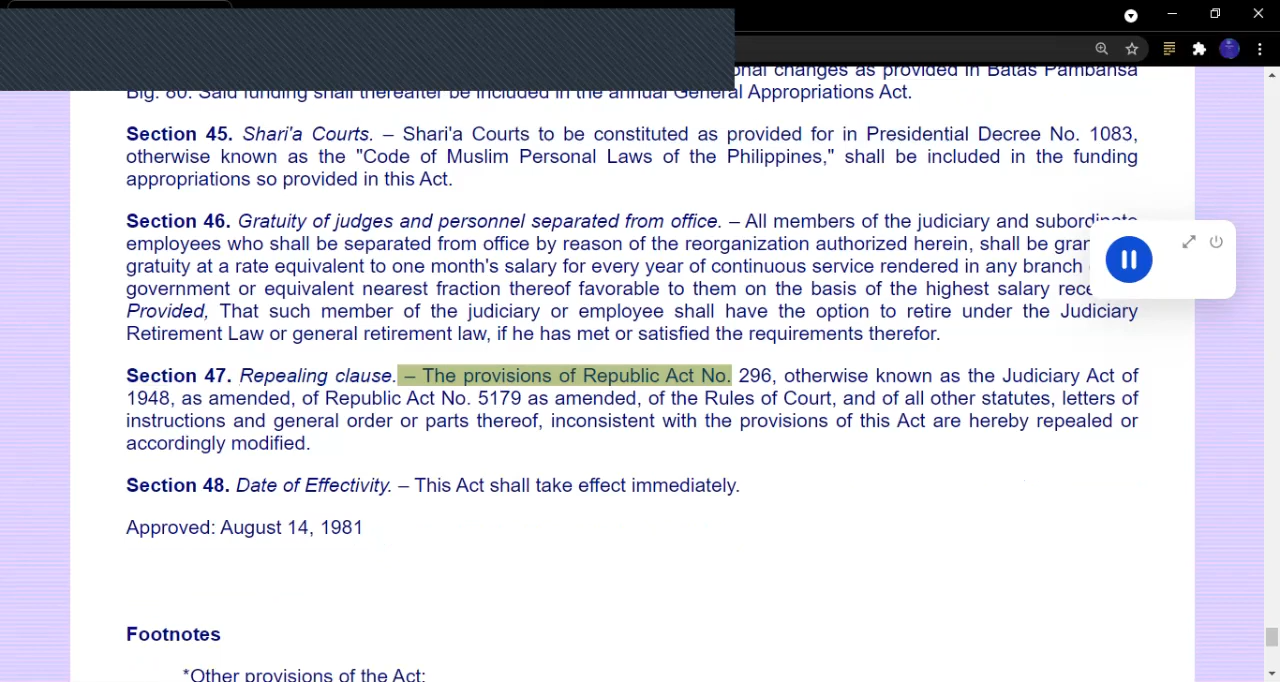 onal changes as provided in Batas Pambansa
Blg. 80. Said funding shall thereafter be included in the annual General Appropriations Act.
Section 45. Shari'a Courts. – Shari'a Courts to be constituted as provided for in Presidential Decree No. 1083,
otherwise known as the "Code of Muslim Personal Laws of the Philippines," shall be included in the funding
appropriations so provided in this Act.
Section 46. Gratuity of judges and personnel separated from office. – All members of the judiciary and subordinate
employees who shall be separated from office by reason of the reorganization authorized herein, shall be gran
gratuity at a rate equivalent to one month's salary for every year of continuous service rendered in any branch
government or equivalent nearest fraction thereof favorable to them on the basis of the highest salary rece
Provided, That such member of the judiciary or employee shall have the option to retire under the Judiciary
Retirement Law or general retirement law, if he has met or satisfied the requirements therefor.
Section 47. Repealing clause. – The provisions of Republic Act No. 296, otherwise known as the Judiciary Act of
1948, as amended, of Republic Act No. 5179 as amended, of the Rules of Court, and of all other statutes, letters of
instructions and general order or parts thereof, inconsistent with the provisions of this Act are hereby repealed or
accordingly modified.
Section 48. Date of Effectivity. – This Act shall take effect immediately.
Approved: August 14, 1981
Footnotes
*Other provisions of the Act: